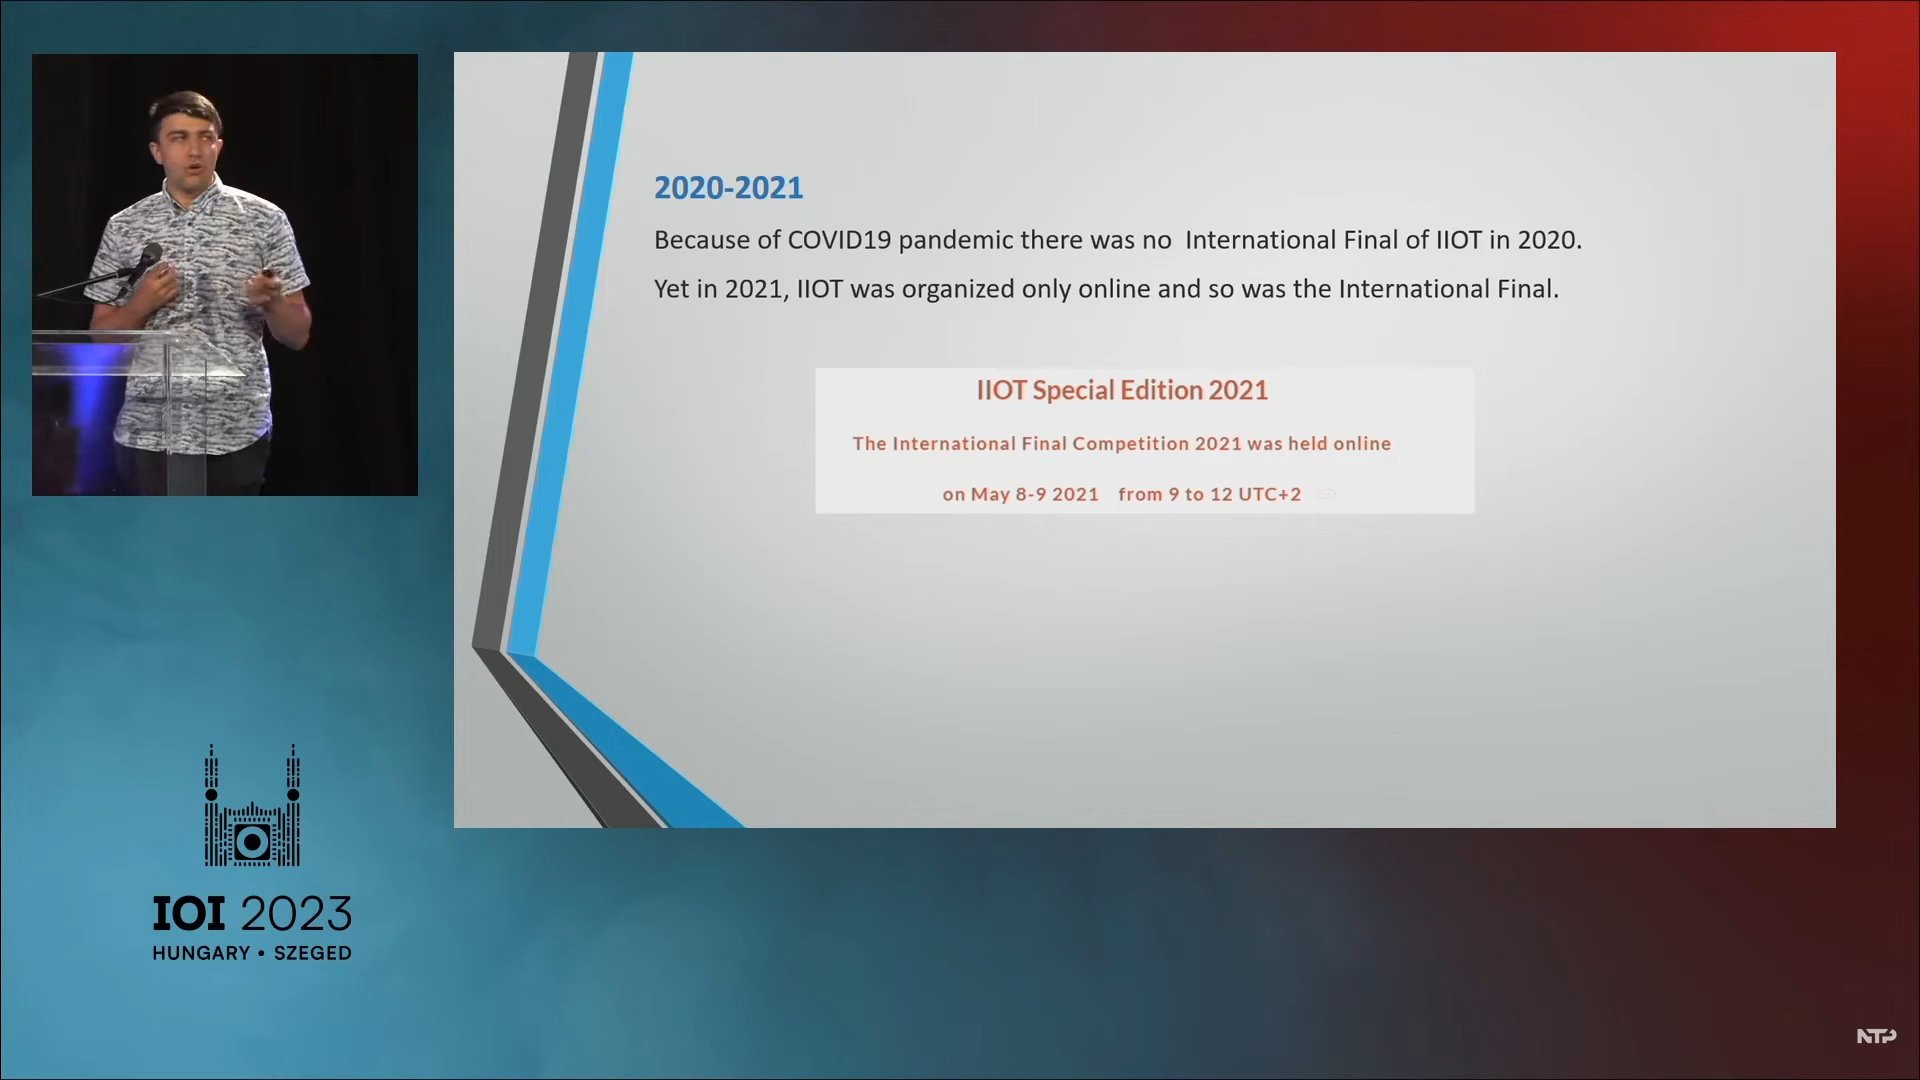 2020-2021
Because of COVID19 pandemic there was no International Final of IIOT in 2020.
Yet in 2021, IIOT was organized only online and so was the International Final.
IIOT Special Edition 2021
The International Final Competition 2021 was held online
on May 8-9 2021 from 9 to 12 UTC+2
IOI 2023
HUNGARY • SZEGED
NTP